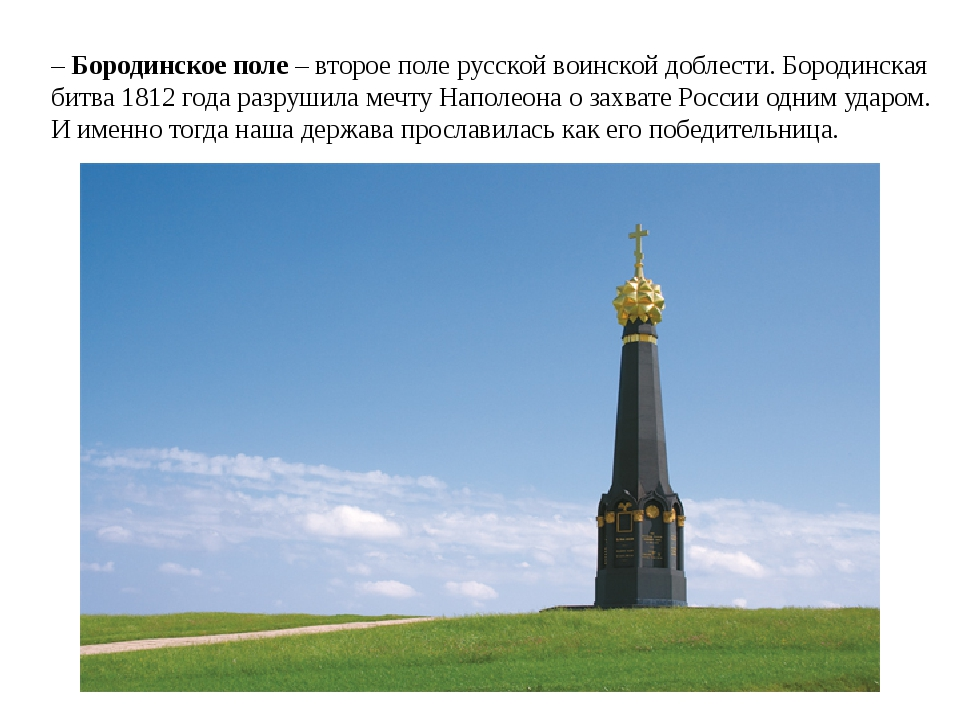 – Бородинское поле – второе поле русской воинской доблести. Бородинская
битва 1812 года разрушила мечту Наполеона о захвате России одним ударом.
И именно тогда наша держава прославилась как его победительница.